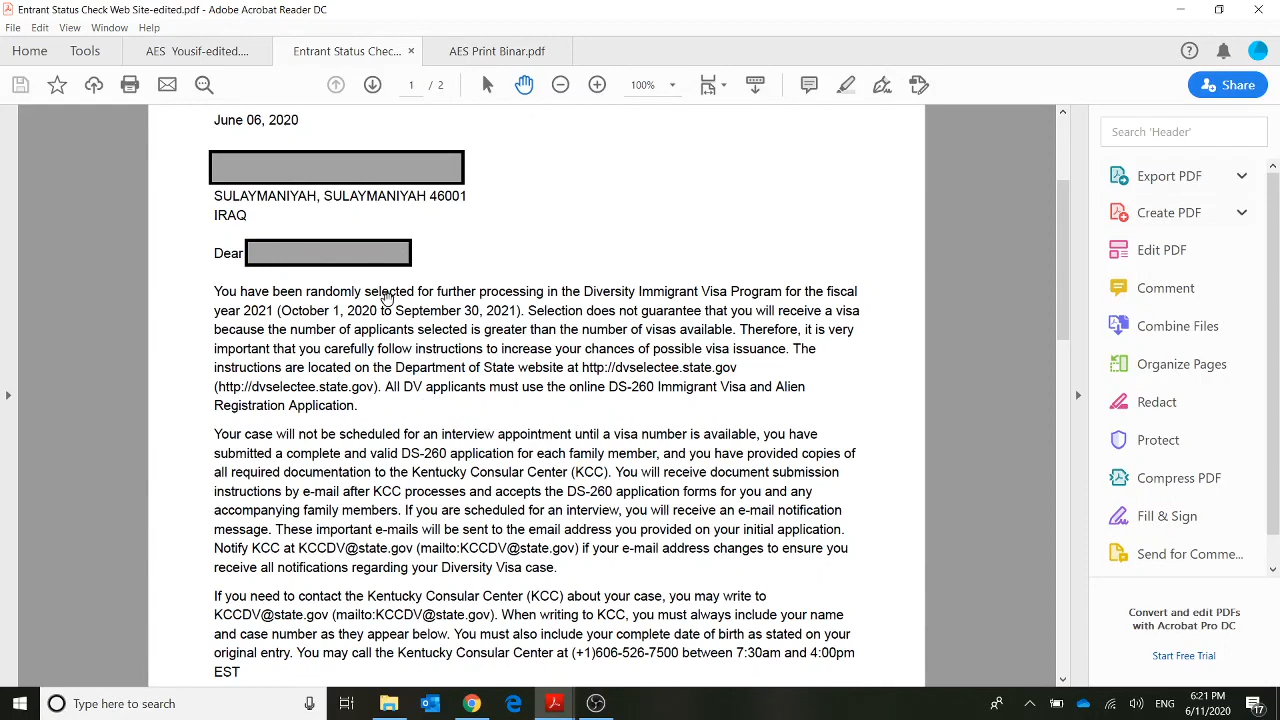 Entrant Status Check Web Site-edited.pdf - Adobe Acrobat Reader DC
File Edit View Window Help
Home Tools AES Yousif-edited.... Entrant Status Chec... × AES Print Binar.pdf
1 / 2 100% Share
June 06, 2020
SULAYMANIYAH, SULAYMANIYAH 46001
IRAQ
Dear
You have been randomly selected for further processing in the Diversity Immigrant Visa Program for the fiscal
year 2021 (October 1, 2020 to September 30, 2021). Selection does not guarantee that you will receive a visa
because the number of applicants selected is greater than the number of visas available. Therefore, it is very
important that you carefully follow instructions to increase your chances of possible visa issuance. The
instructions are located on the Department of State website at http://dvselectee.state.gov
(http://dvselectee.state.gov). All DV applicants must use the online DS-260 Immigrant Visa and Alien
Registration Application.
Your case will not be scheduled for an interview appointment until a visa number is available, you have
submitted a complete and valid DS-260 application for each family member, and you have provided copies of
all required documentation to the Kentucky Consular Center (KCC). You will receive document submission
instructions by e-mail after KCC processes and accepts the DS-260 application forms for you and any
accompanying family members. If you are scheduled for an interview, you will receive an e-mail notification
message. These important e-mails will be sent to the email address you provided on your initial application.
Notify KCC at KCCDV@state.gov (mailto:KCCDV@state.gov) if your e-mail address changes to ensure you
receive all notifications regarding your Diversity Visa case.
If you need to contact the Kentucky Consular Center (KCC) about your case, you may write to
KCCDV@state.gov (mailto:KCCDV@state.gov). When writing to KCC, you must always include your name
and case number as they appear below. You must also include your complete date of birth as stated on your
original entry. You may call the Kentucky Consular Center at (+1)606-526-7500 between 7:30am and 4:00pm
EST
Search 'Header'
Export PDF
Create PDF
Edit PDF
Comment
Combine Files
Organize Pages
Redact
Protect
Compress PDF
Fill & Sign
Send for Comme...
Convert and edit PDFs
with Acrobat Pro DC
Start Free Trial
Type here to search
ENG
6:21 PM
6/11/2020
17